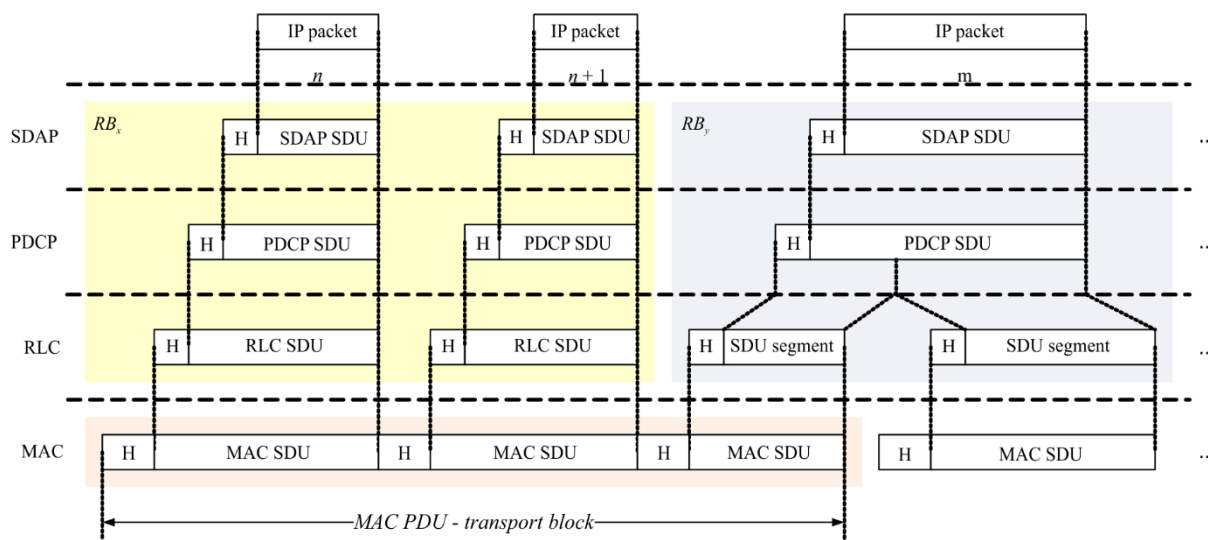 IP packet IP packet IP packet
n n + 1 m
RBx RBy
SDAP H SDAP SDU H SDAP SDU H SDAP SDU ..
PDCP H PDCP SDU H PDCP SDU H PDCP SDU ..
RLC H RLC SDU H RLC SDU H SDU segment H SDU segment ..
MAC H MAC SDU H MAC SDU H MAC SDU H MAC SDU ..
MAC PDU - transport block